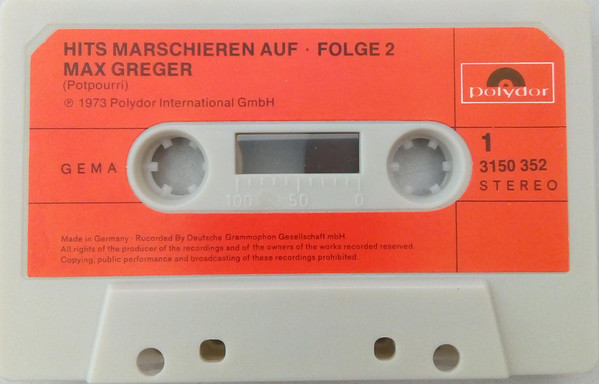 HITS MARSCHIEREN AUF · FOLGE 2
MAX GREGER
(Potpourri)
℗ 1973 Polydor International GmbH
Polydor
GEMA
1
3150 352
STEREO
100 50 0
Made in Germany · Rucorded By Deutsche Grammophon Gesellschaft mbH.
All rights of the producer of the recordings and of the owners of the works recorded reserved.
Copying, public performance and broadcasting of these recordings prohibited.